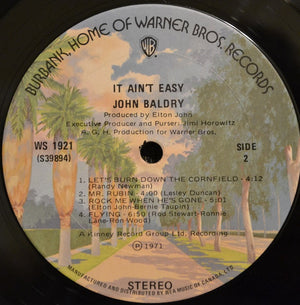 BURBANK, HOME OF WARNER BROS. RECORDS
WB
IT AIN'T EASY
JOHN BALDRY
Produced by Elton John
Executive Producer and Purser: Jimi Horowitz
A. G. H. Production for Warner Bros.
WS 1921
(S39894)
SIDE
2
1. LET'S BURN DOWN THE CORNFIELD - 4:12
(Randy Newman)
2. MR. RUBIN - 4:00 (Lesley Duncan)
3. ROCK ME WHEN HE'S GONE - 5:01
(Elton John-Bernie Taupin)
4. FLYING - 6:50 (Rod Stewart-Ronnie
Lane-Ron Wood)
A Kinney Record Group Ltd. Recording
Ⓟ1971
STEREO
MANUFACTURED AND DISTRIBUTED BY WEA MUSIC OF CANADA, LTD.